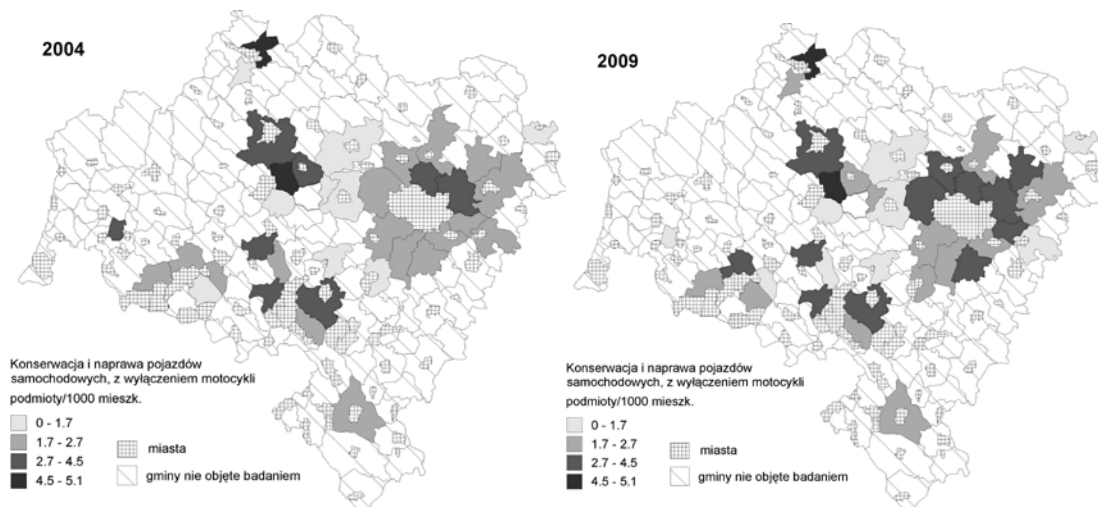 2004
Konserwacja i naprawa pojazdów
samochodowych, z wyłączeniem motocykli
podmioty/1000 mieszk.
0 - 1.7
1.7 - 2.7
2.7 - 4.5
4.5 - 5.1
miasta
gminy nie objęte badaniem
2009
Konserwacja i naprawa pojazdów
samochodowych, z wyłączeniem motocykli
podmioty/1000 mieszk.
0 - 1.7
1.7 - 2.7
2.7 - 4.5
4.5 - 5.1
miasta
gminy nie objęte badaniem